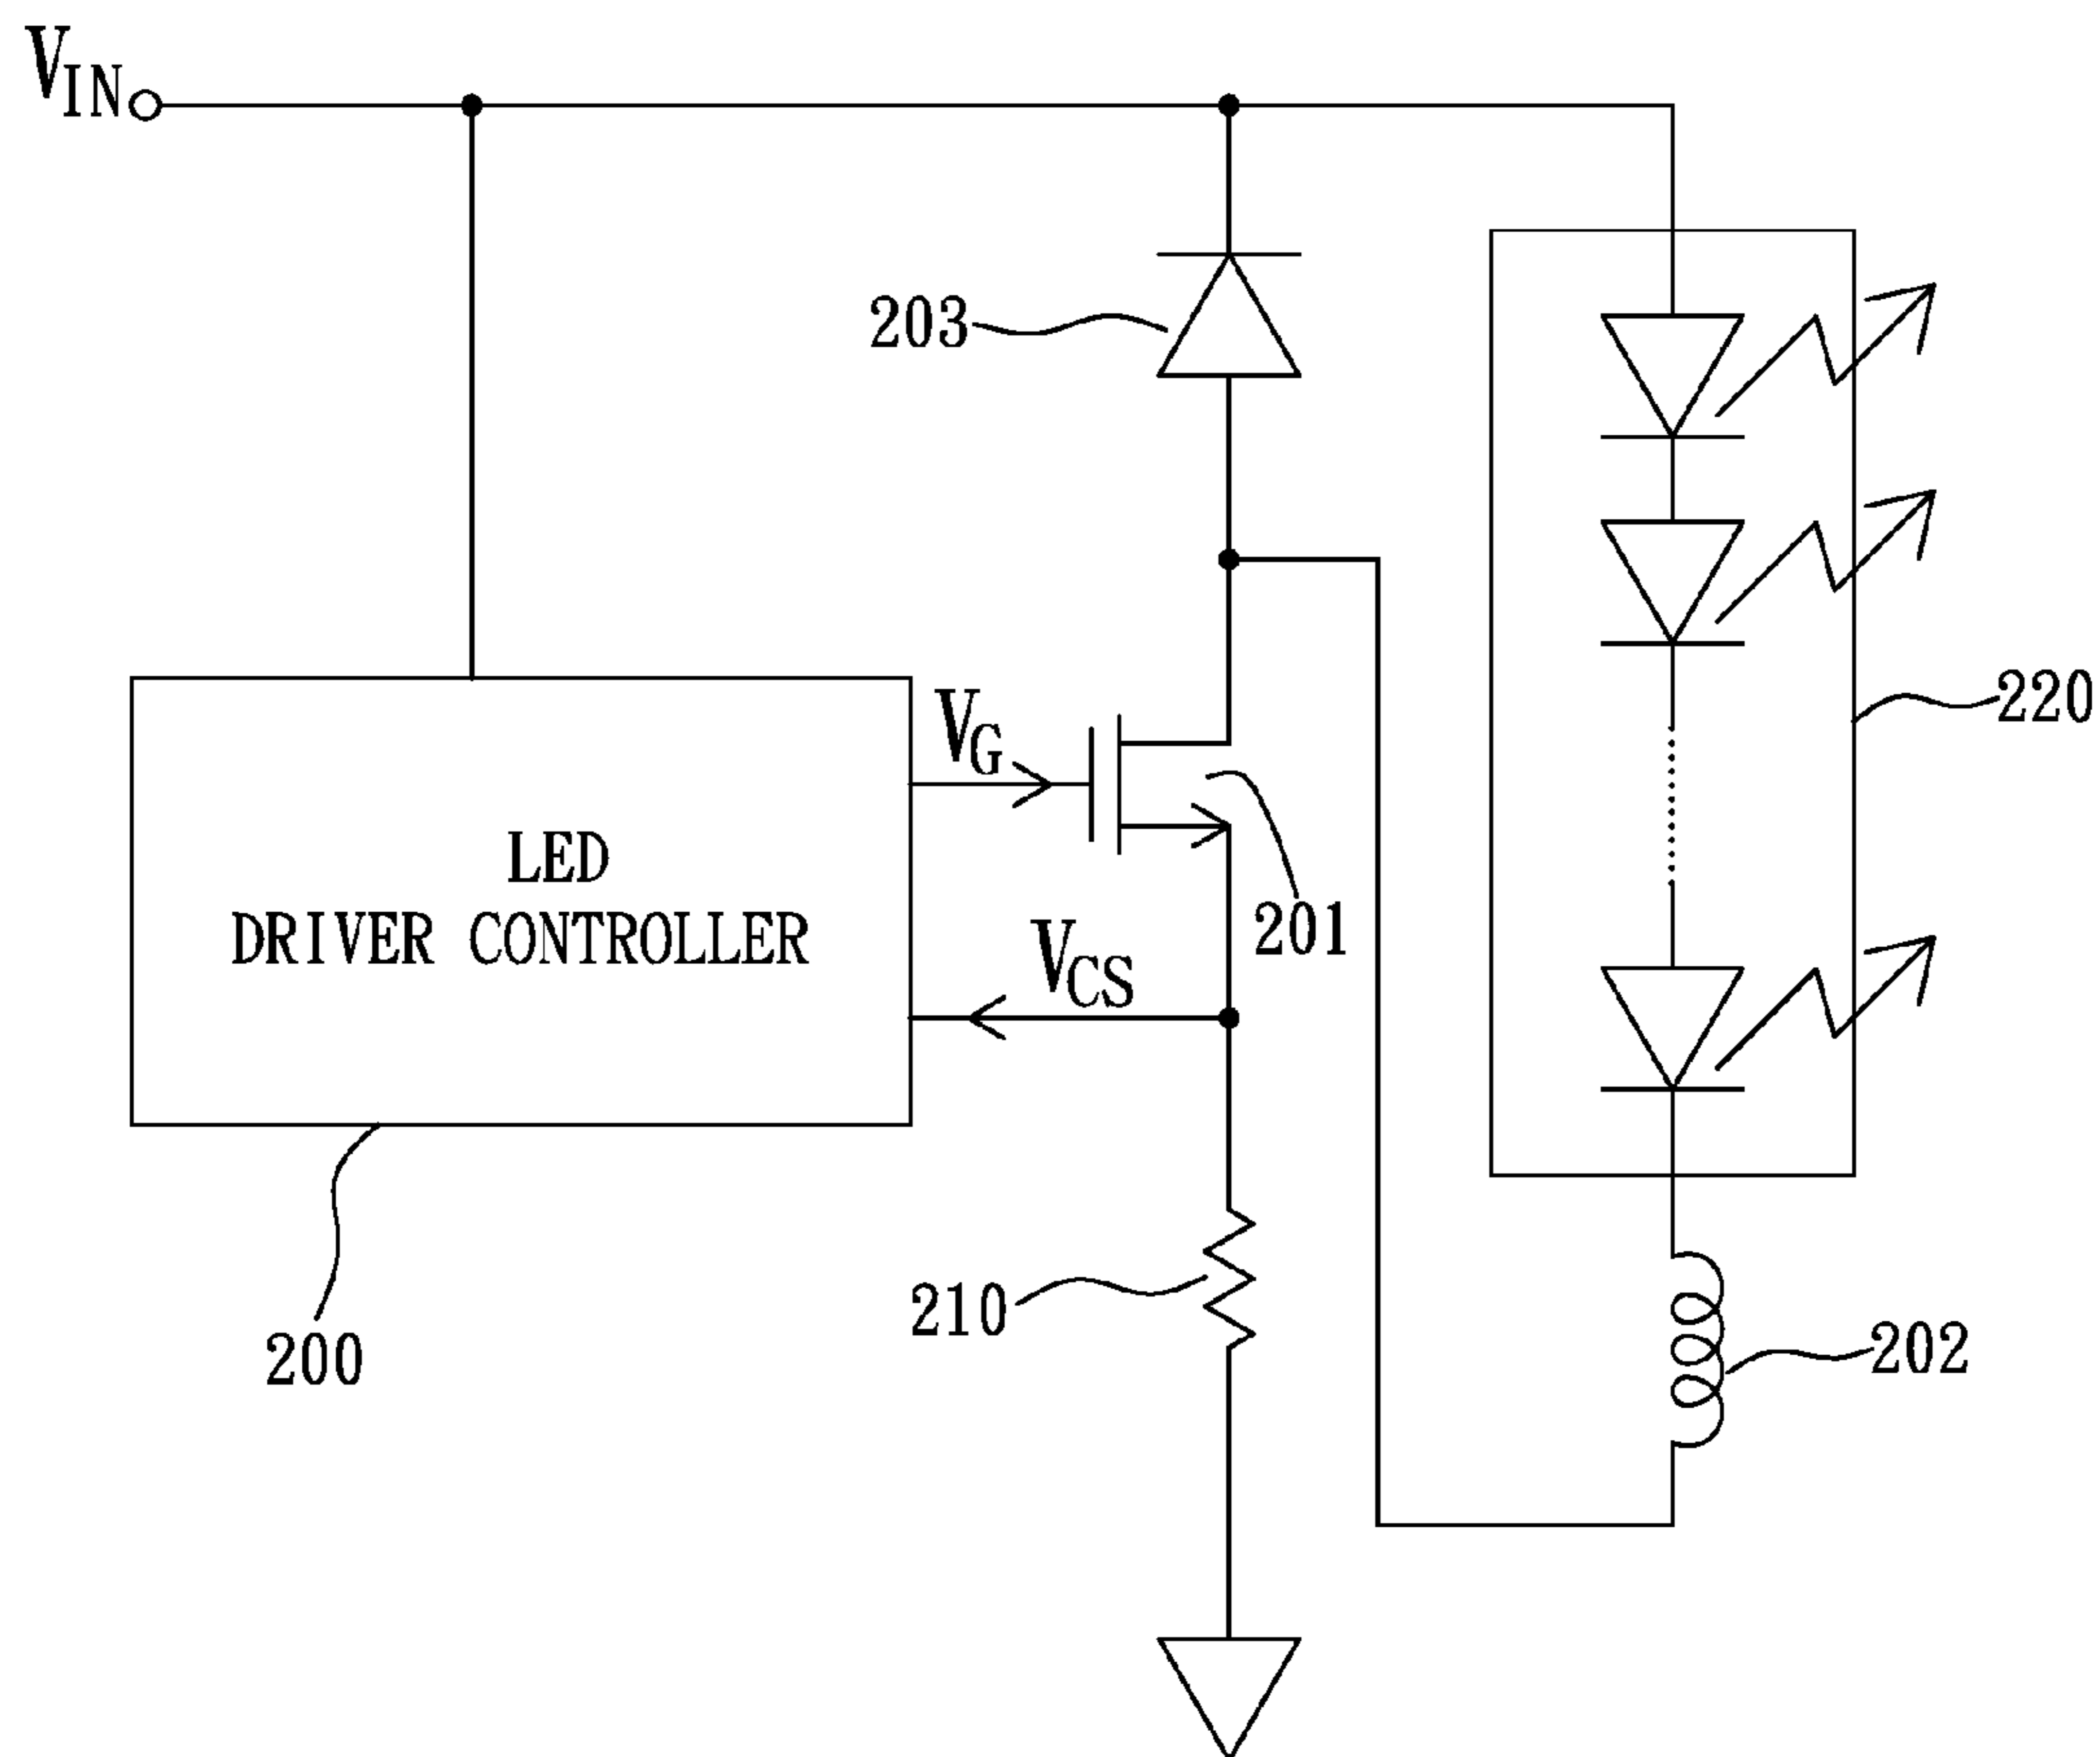 VIN
203
220
VG
LED
DRIVER CONTROLLER
201
VCS
210
200
202